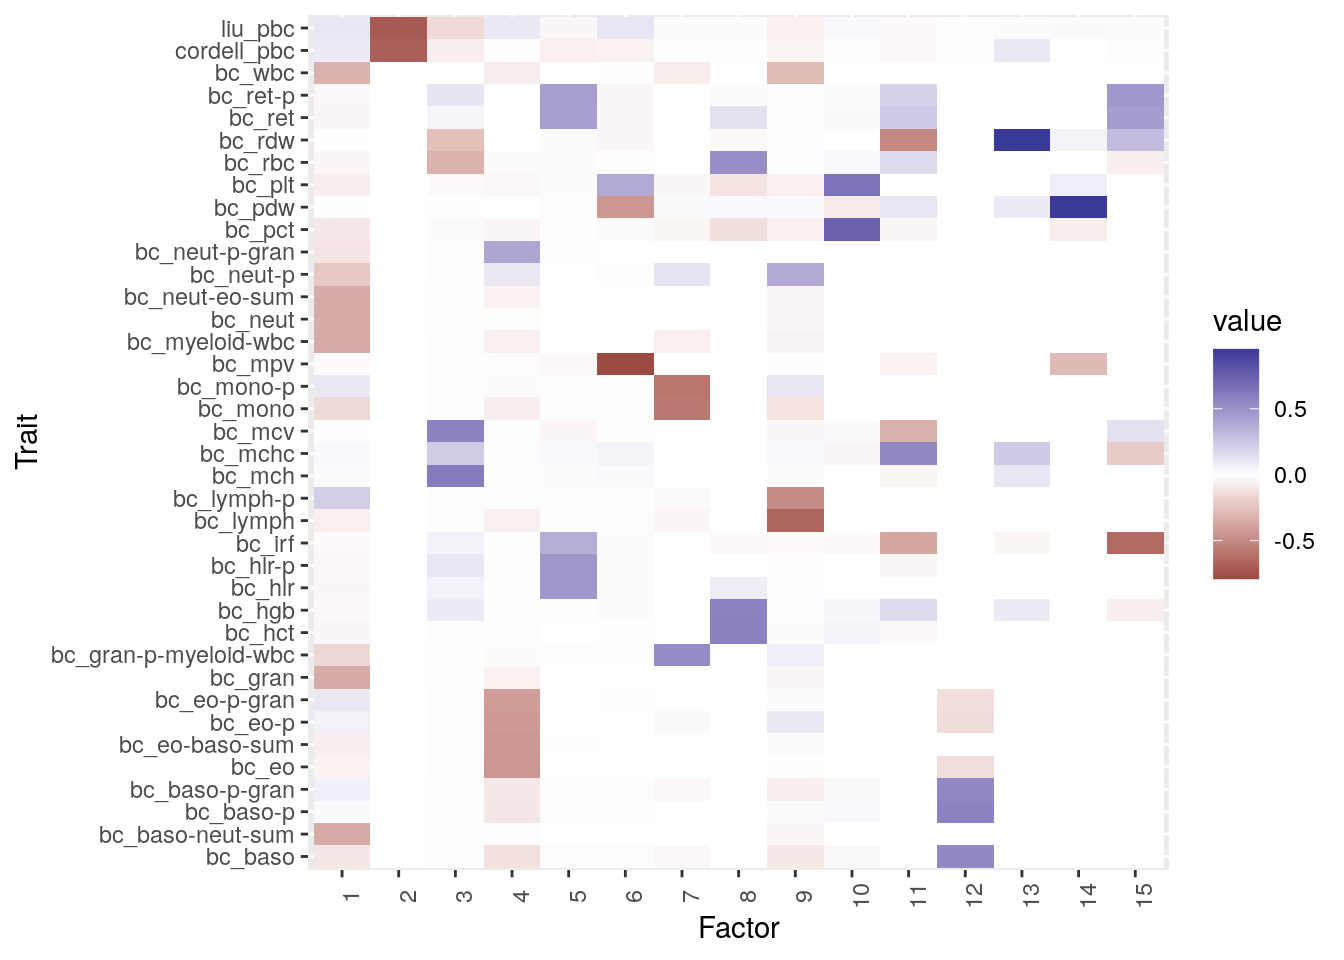 liu_pbc
cordell_pbc
bc_wbc
bc_ret-p
bc_ret
bc_rdw
bc_rbc
bc_plt
bc_pdw
bc_pct
bc_neut-p-gran
bc_neut-p
bc_neut-eo-sum
bc_neut
bc_myeloid-wbc
bc_mpv
bc_mono-p
bc_mono
bc_mcv
bc_mchc
bc_mch
bc_lymph-p
bc_lymph
bc_irf
bc_hlr-p
bc_hlr
bc_hgb
bc_hct
bc_gran-p-myeloid-wbc
bc_gran
bc_eo-p-gran
bc_eo-p
bc_eo-baso-sum
bc_eo
bc_baso-p-gran
bc_baso-p
bc_baso-neut-sum
bc_baso
Trait
1 2 3 4 5 6 7 8 9 10 11 12 13 14 15
Factor
value
0.5
0.0
-0.5